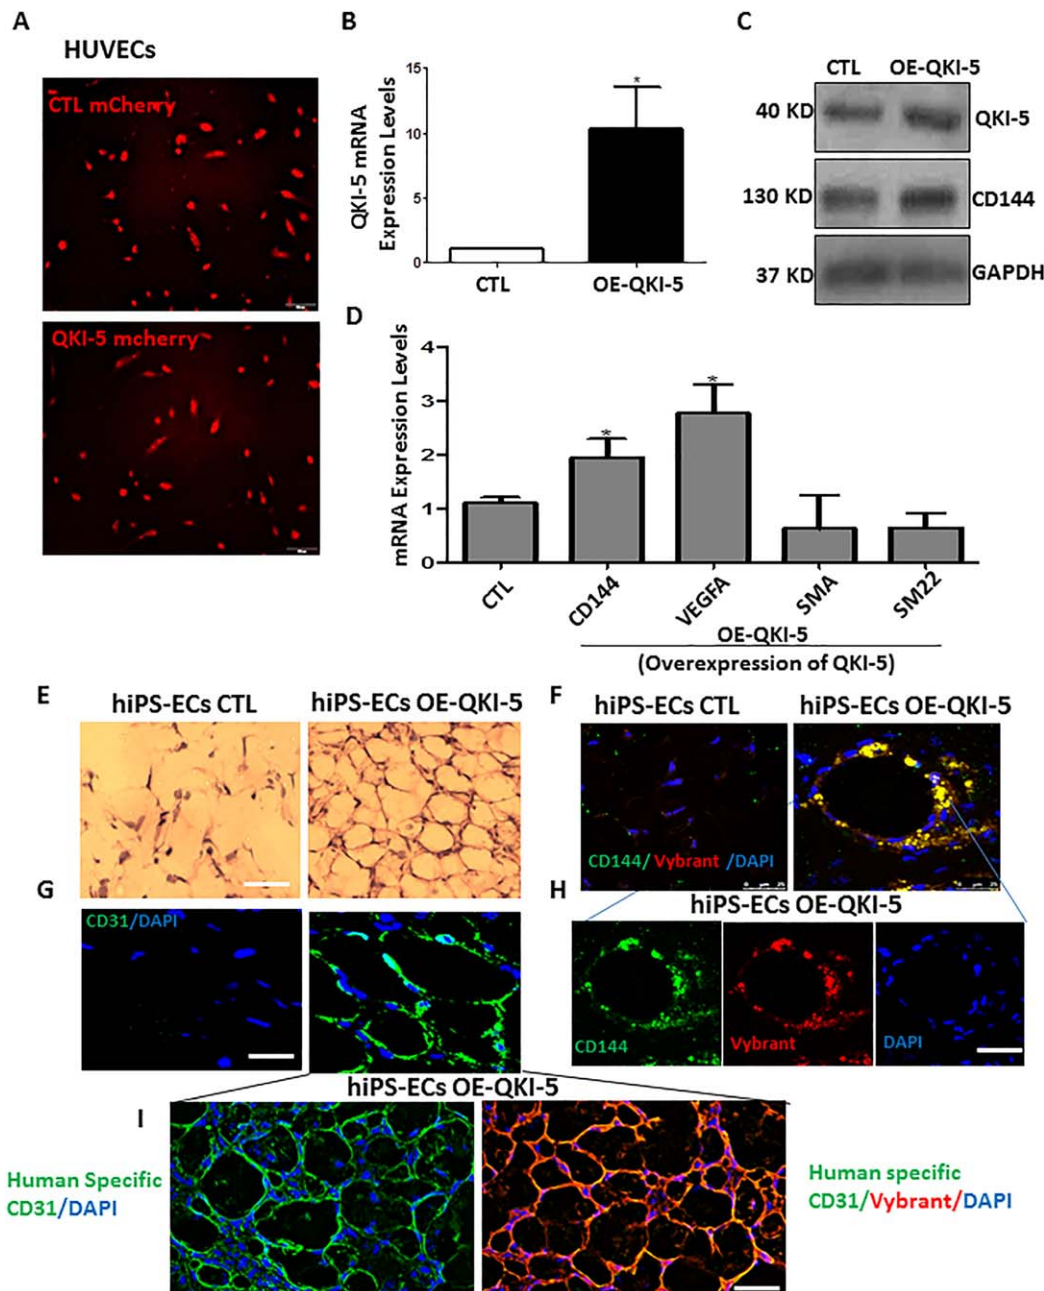 A
HUVECs
CTL mCherry
QKI-5 mcherry
B
QKI-5 mRNA
Expression Levels
15
10
5
0
*
CTL
OE-QKI-5
C
CTL OE-QKI-5
40 KD
QKI-5
130 KD
CD144
37 KD
GAPDH
D
mRNA Expression Levels
4
3
2
1
0
*
*
CTL
CD144
VEGFA
SMA
SM22
OE-QKI-5
(Overexpression of QKI-5)
E
hiPS-ECs CTL
hiPS-ECs OE-QKI-5
F
hiPS-ECs CTL
hiPS-ECs OE-QKI-5
CD144/ Vybrant /DAPI
G
CD31/DAPI
H
hiPS-ECs OE-QKI-5
CD144
Vybrant
DAPI
hiPS-ECs OE-QKI-5
I
Human Specific
CD31/DAPI
Human specific
CD31/Vybrant/DAPI